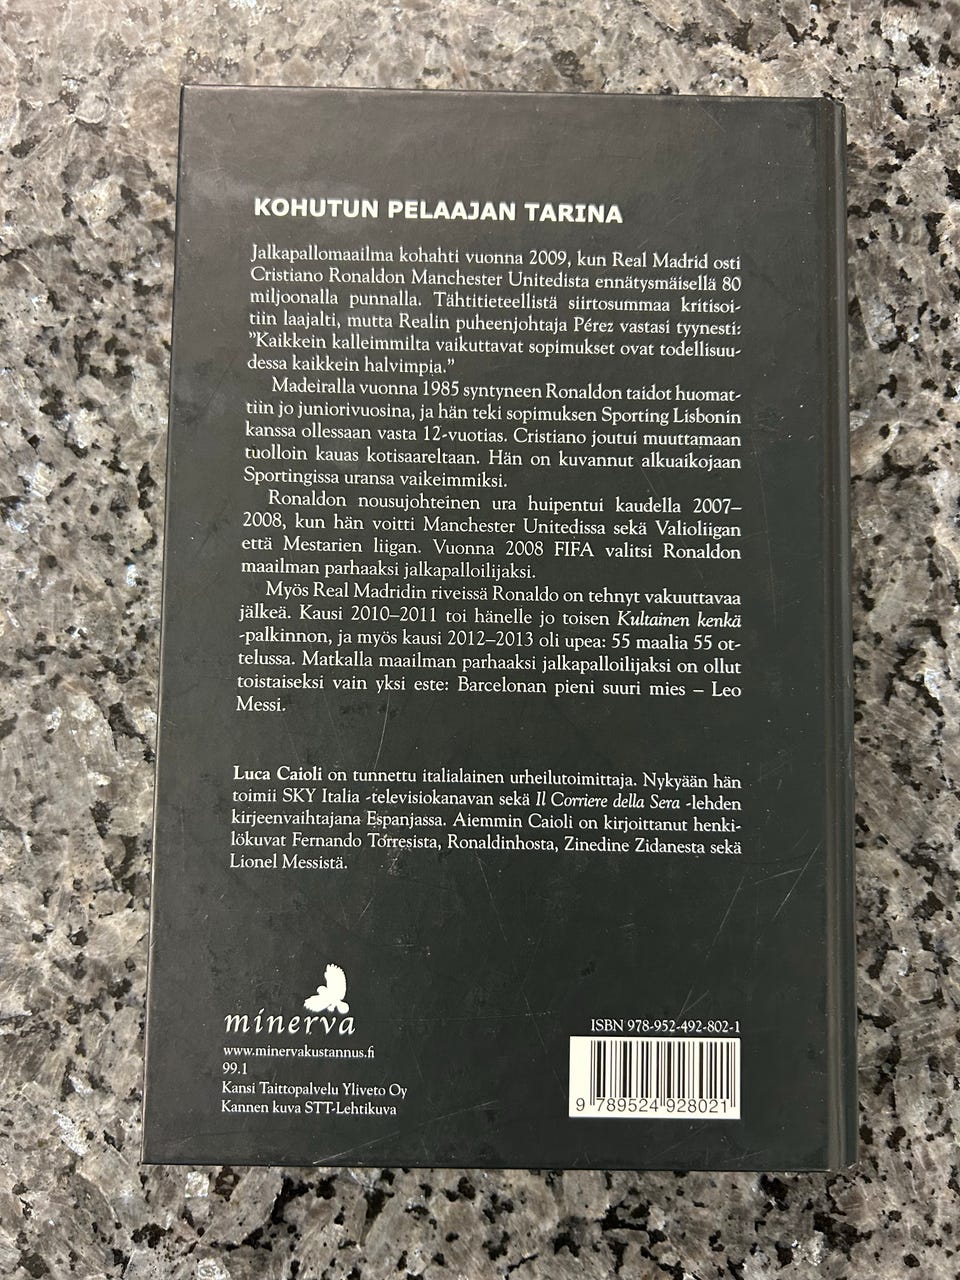 KOHUTUN PELAAJAN TARINA
Jalkapallomaailma kohahti vuonna 2009, kun Real Madrid osti
Cristiano Ronaldon Manchester Unitedista ennätysmäisellä 80
miljoonalla punnalla. Tähtitieteellistä siirtosummaa kritisoi-
tiin laajalti, mutta Realin puheenjohtaja Pérez vastasi tyynesti:
”Kaikkein kalleimmilta vaikuttavat sopimukset ovat todellisuu-
dessa kaikkein halvimpia.”
Madeiralla vuonna 1985 syntyneen Ronaldon taidot huomat-
tiin jo juniorivuosina, ja hän teki sopimuksen Sporting Lisbonin
kanssa ollessaan vasta 12-vuotias. Cristiano joutui muuttamaan
tuolloin kauas kotisaareltaan. Hän on kuvannut alkuaikojaan
Sportingissa uransa vaikeimmiksi.
Ronaldon nousujohteinen ura huipentui kaudella 2007–
2008, kun hän voitti Manchester Unitedissa sekä Valioliigan
että Mestarien liigan. Vuonna 2008 FIFA valitsi Ronaldon
maailman parhaaksi jalkapalloilijaksi.
Myös Real Madridin riveissä Ronaldo on tehnyt vakuuttavaa
jälkeä. Kausi 2010–2011 toi hänelle jo toisen Kultainen kenkä
-palkinnon, ja myös kausi 2012–2013 oli upea: 55 maalia 55 ot-
telussa. Matkalla maailman parhaaksi jalkapalloilijaksi on ollut
toistaiseksi vain yksi este: Barcelonan pieni suuri mies – Leo
Messi.
Luca Caioli on tunnettu italialainen urheilutoimittaja. Nykyään hän
toimii SKY Italia -televisiokanavan sekä Il Corriere della Sera -lehden
kirjeenvaihtajana Espanjassa. Aiemmin Caioli on kirjoittanut henki-
lökuvat Fernando Torresista, Ronaldinhosta, Zinedine Zidanesta sekä
Lionel Messistä.
minerva
www.minervakustannus.fi
99.1
Kansi Taittopalvelu Yliveto Oy
Kannen kuva STT-Lehtikuva
ISBN 978-952-492-802-1
9 789524 928021